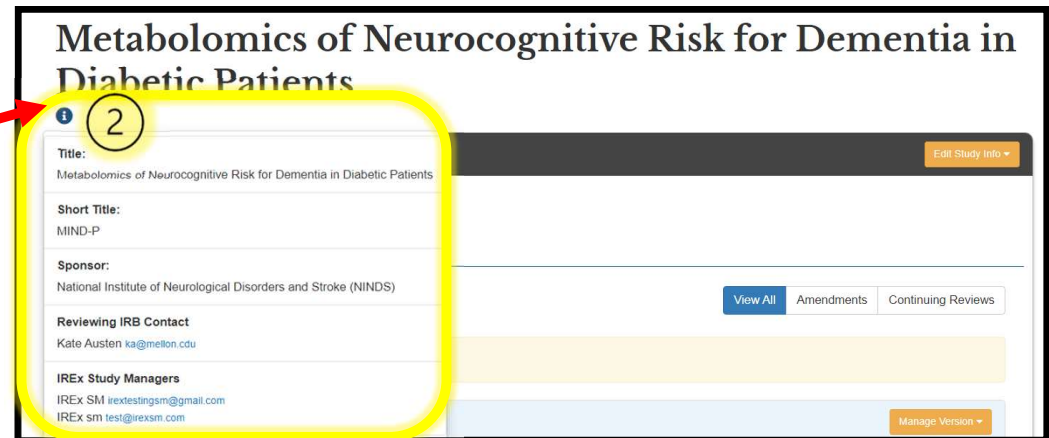 Metabolomics of Neurocognitive Risk for Dementia in
Diabetic Patients
i
2
Title:
Edit Study Info
Metabolomics of Neurocognitive Risk for Dementia in Diabetic Patients
Short Title:
MIND-P
Sponsor:
National Institute of Neurological Disorders and Stroke (NINDS)
View All Amendments Continuing Reviews
Reviewing IRB Contact
Kate Austen ka@mellon.cdu
IREx Study Managers
IREx SM irextestingsm@gmail.com
IREx sm test@irexsm.com
Manage Version